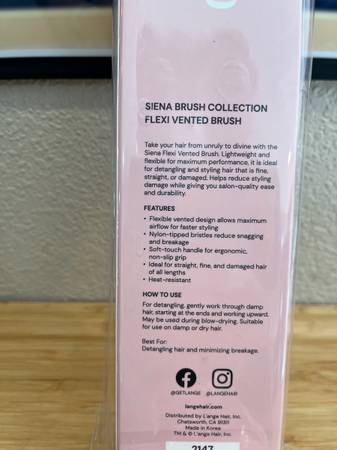 SIENA BRUSH COLLECTION
FLEXI VENTED BRUSH
Take your hair from unruly to divine with the
Siena Flexi Vented Brush. Lightweight and
flexible for maximum performance, it is ideal
for detangling and styling hair that is fine,
straight, or damaged. Helps reduce styling
damage while giving you salon-quality ease
and durability.
FEATURES
• Flexible vented design allows maximum
airflow for faster styling
• Nylon-tipped bristles reduce snagging
and breakage
• Soft-touch handle for ergonomic,
non-slip grip
• Ideal for straight, fine, and damaged hair
of all lengths
• Heat-resistant
HOW TO USE
For detangling, gently work through damp
hair, starting at the ends and working upward.
May be used during blow-drying. Suitable
for use on damp or dry hair.
Best For:
Detangling hair and minimizing breakage.
@GETLANGE @LANGEHAIR
langehair.com
Distributed by L'ange Hair, Inc.
Chatsworth, CA 91311
Made in Korea
TM & © L'ange Hair, Inc.
2147